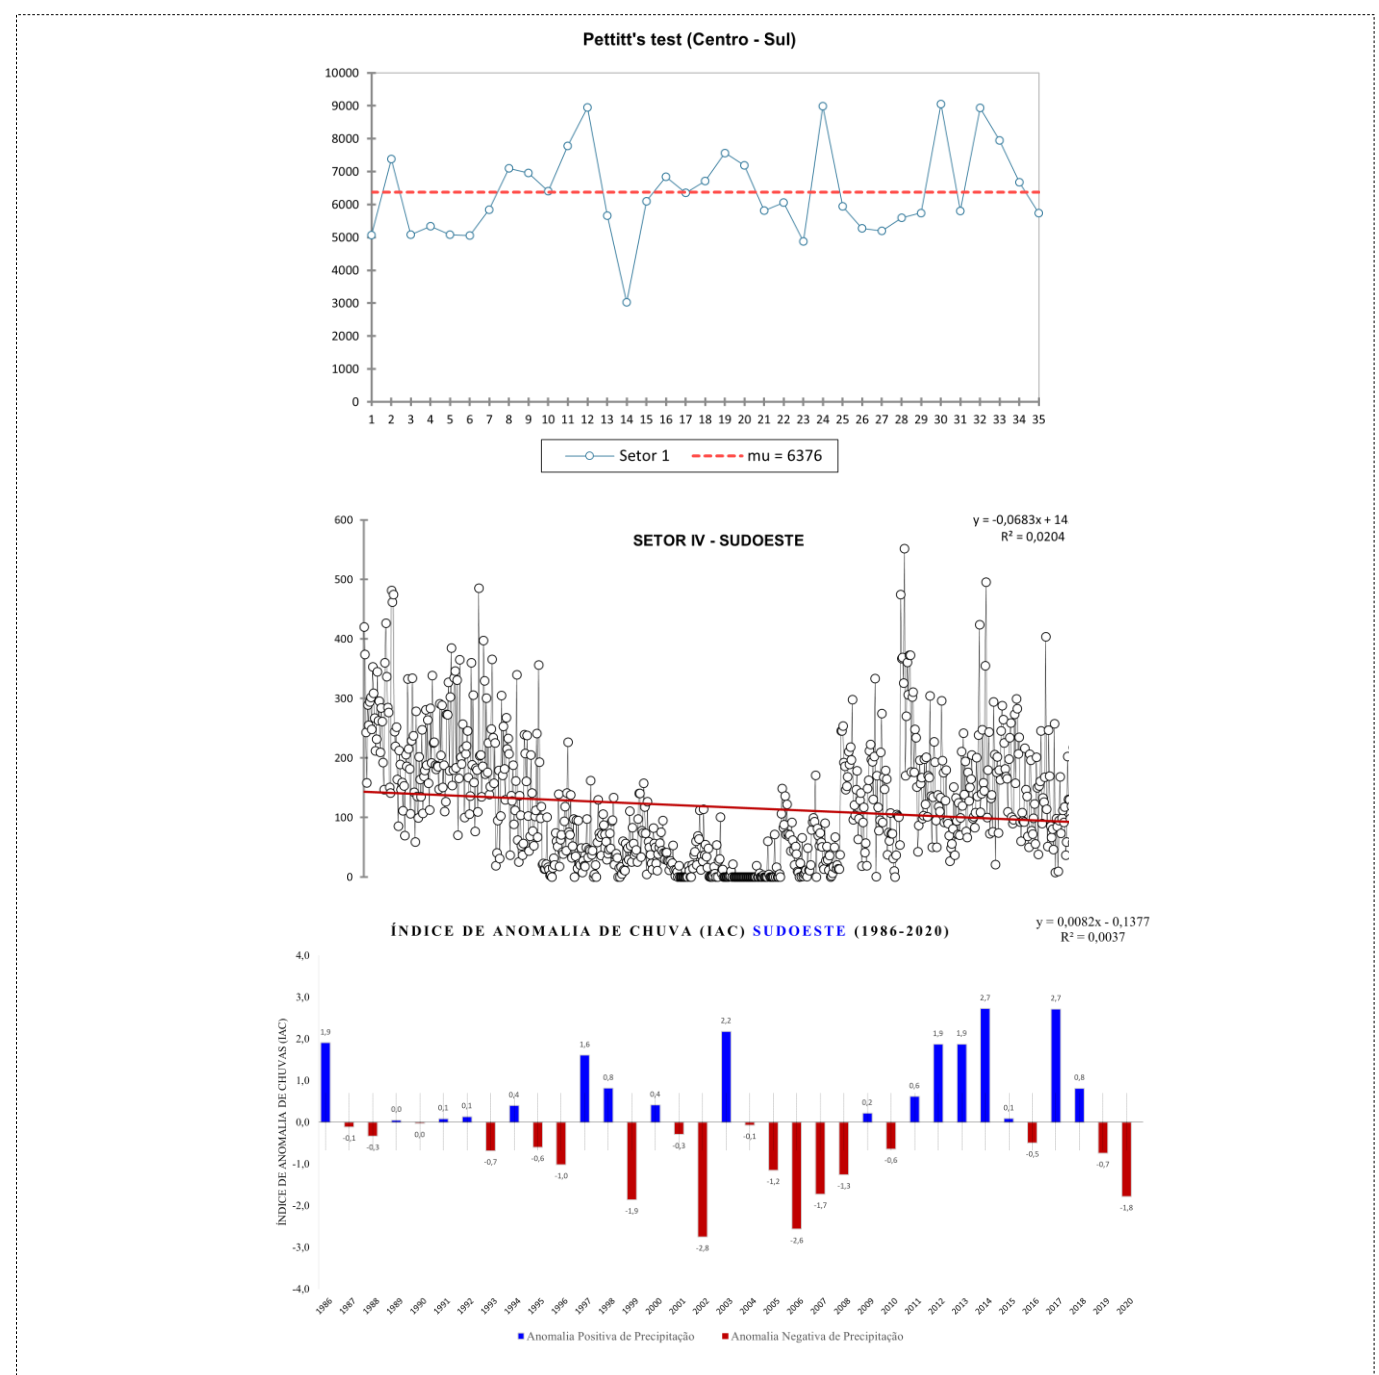 Pettitt's test (Centro - Sul)
10000
9000
8000
7000
6000
5000
4000
3000
2000
1000
0
1 2 3 4 5 6 7 8 9 10 11 12 13 14 15 16 17 18 19 20 21 22 23 24 25 26 27 28 29 30 31 32 33 34 35
Setor 1 mu = 6376
y = -0,0683x + 14
R² = 0,0204
SETOR IV - SUDOESTE
600
500
400
300
200
100
0
y = 0,0082x - 0,1377
R² = 0,0037
ÍNDICE DE ANOMALIA DE CHUVA (IAC) SUDOESTE (1986-2020)
ÍNDICE DE ANOMALIA DE CHUVAS (IAC)
4,0
3,0
2,0
1,0
0,0
-1,0
-2,0
-3,0
-4,0
1,9 -0,1 -0,3 0,0 0,0 0,1 0,1 -0,7 0,4 -0,6 -1,0 1,6 0,8 -1,9 0,4 -0,3 -2,8 2,2 -0,1 -1,2 -2,6 -1,7 -1,3 0,2 -0,6 0,6 1,9 1,9 2,7 0,1 -0,5 2,7 0,8 -0,7 -1,8
1986 1987 1988 1989 1990 1991 1992 1993 1994 1995 1996 1997 1998 1999 2000 2001 2002 2003 2004 2005 2006 2007 2008 2009 2010 2011 2012 2013 2014 2015 2016 2017 2018 2019 2020
Anomalia Positiva de Precipitação Anomalia Negativa de Precipitação